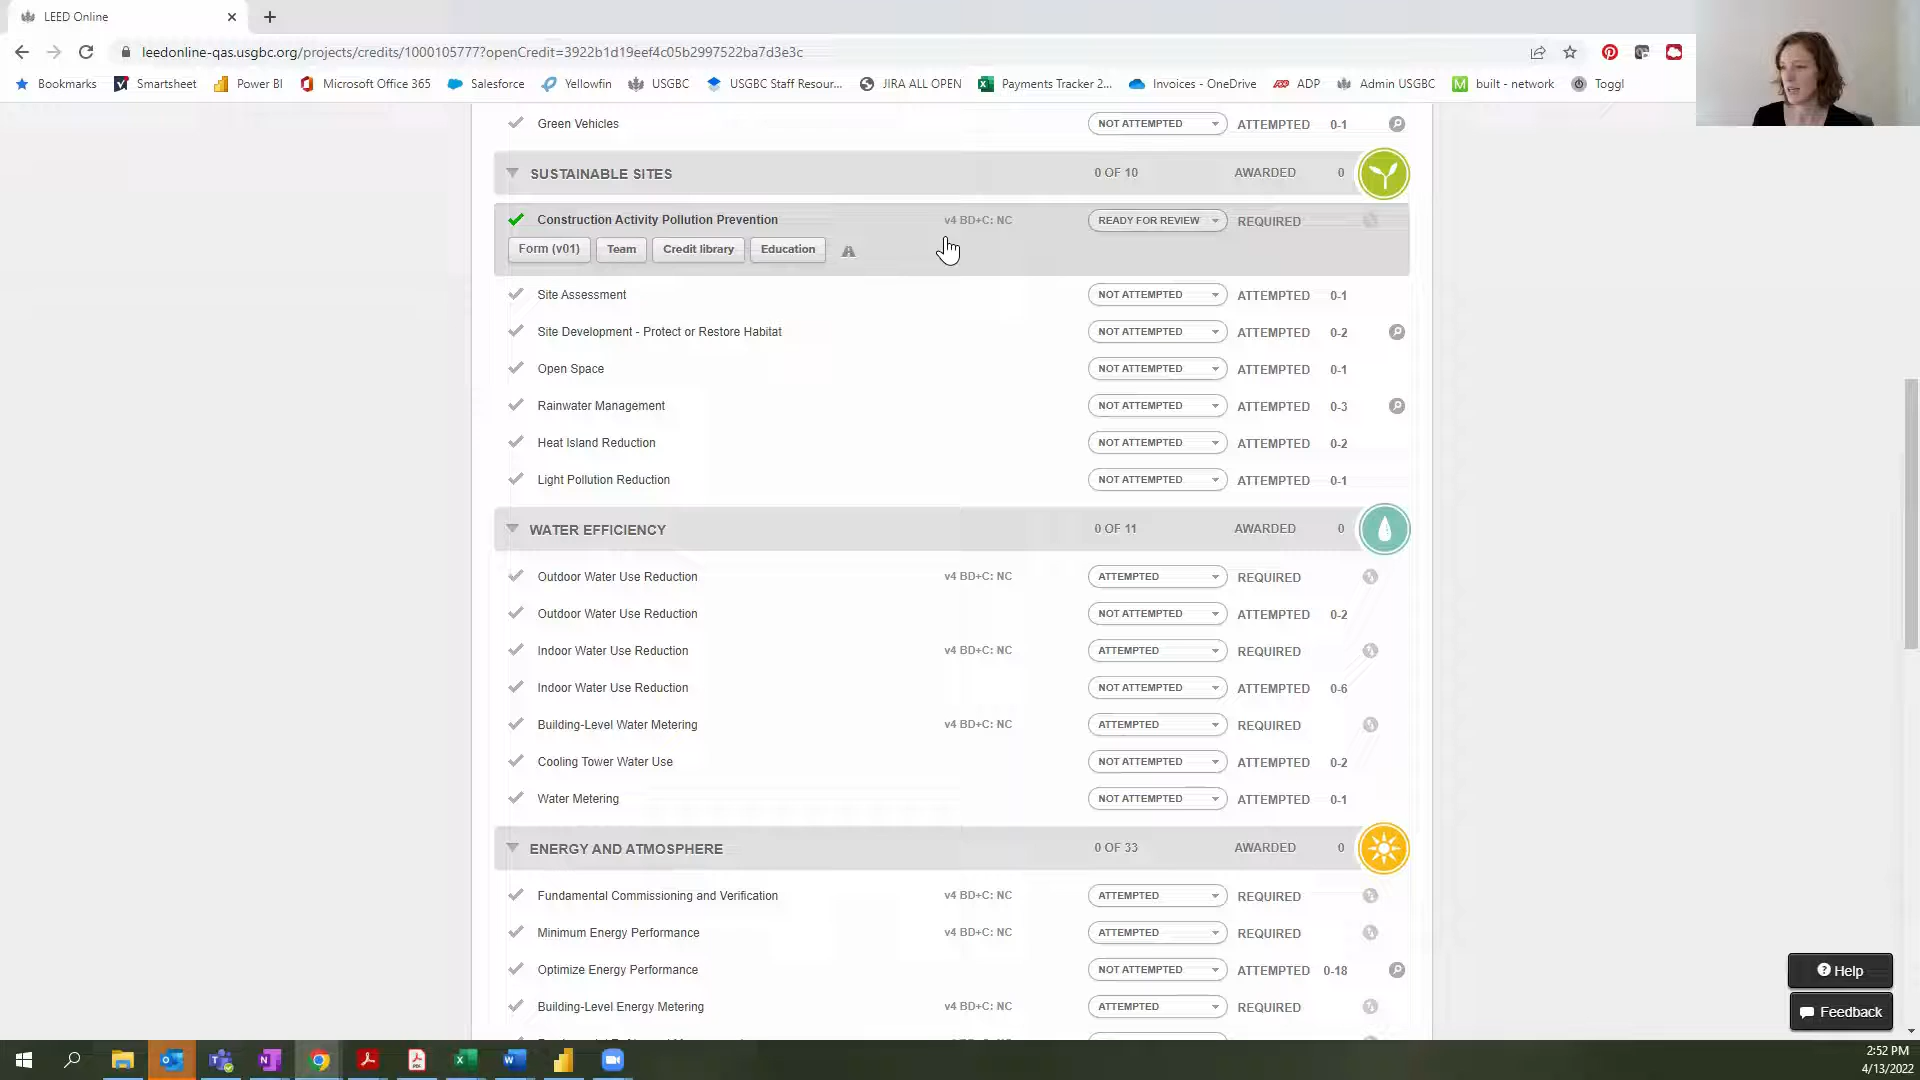 LEED Online
leedonline-qas.usgbc.org/projects/credits/1000105777?openCredit=3922b1d19eef4c05b2997522ba7d3e3c
Bookmarks Smartsheet Power BI Microsoft Office 365 Salesforce Yellowfin USGBC USGBC Staff Resour... JIRA ALL OPEN Payments Tracker 2... Invoices - OneDrive ADP Admin USGBC built - network Toggl
Green Vehicles NOT ATTEMPTED ATTEMPTED 0-1
SUSTAINABLE SITES 0 OF 10 AWARDED 0
Construction Activity Pollution Prevention v4 BD+C: NC READY FOR REVIEW REQUIRED
Form (v01) Team Credit library Education
Site Assessment NOT ATTEMPTED ATTEMPTED 0-1
Site Development - Protect or Restore Habitat NOT ATTEMPTED ATTEMPTED 0-2
Open Space NOT ATTEMPTED ATTEMPTED 0-1
Rainwater Management NOT ATTEMPTED ATTEMPTED 0-3
Heat Island Reduction NOT ATTEMPTED ATTEMPTED 0-2
Light Pollution Reduction NOT ATTEMPTED ATTEMPTED 0-1
WATER EFFICIENCY 0 OF 11 AWARDED 0
Outdoor Water Use Reduction v4 BD+C: NC ATTEMPTED REQUIRED
Outdoor Water Use Reduction NOT ATTEMPTED ATTEMPTED 0-2
Indoor Water Use Reduction v4 BD+C: NC ATTEMPTED REQUIRED
Indoor Water Use Reduction NOT ATTEMPTED ATTEMPTED 0-6
Building-Level Water Metering v4 BD+C: NC ATTEMPTED REQUIRED
Cooling Tower Water Use NOT ATTEMPTED ATTEMPTED 0-2
Water Metering NOT ATTEMPTED ATTEMPTED 0-1
ENERGY AND ATMOSPHERE 0 OF 33 AWARDED 0
Fundamental Commissioning and Verification v4 BD+C: NC ATTEMPTED REQUIRED
Minimum Energy Performance v4 BD+C: NC ATTEMPTED REQUIRED
Optimize Energy Performance NOT ATTEMPTED ATTEMPTED 0-18
Building-Level Energy Metering v4 BD+C: NC ATTEMPTED REQUIRED
Help
Feedback
2:52 PM
4/13/2022